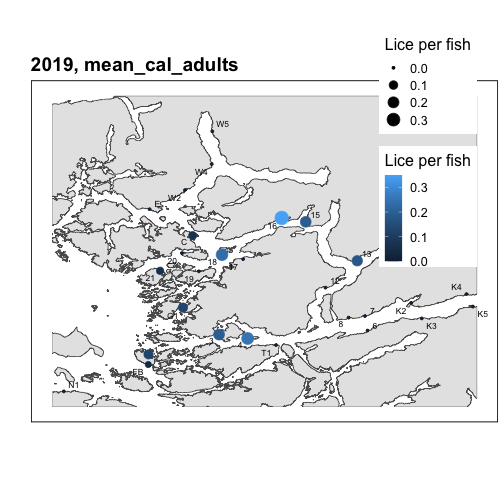 Lice per fish
0.0
0.1
0.2
0.3
2019, mean_cal_adults
Lice per fish
0.3
0.2
0.1
0.0
W5
W4
W2
E
15
16
C
18
20
21
19
13
K4
K5
K2
K3
7
8
6
T1
EB
N1